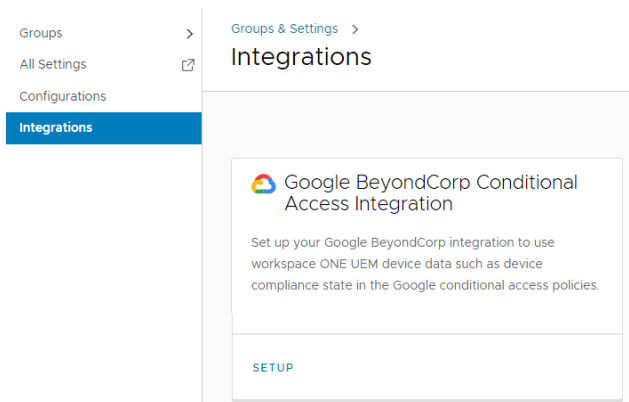 Groups
All Settings
Configurations
Integrations
Groups & Settings >
Integrations
Google BeyondCorp Conditional
Access Integration
Set up your Google BeyondCorp integration to use
workspace ONE UEM device data such as device
compliance state in the Google conditional access policies.
SETUP